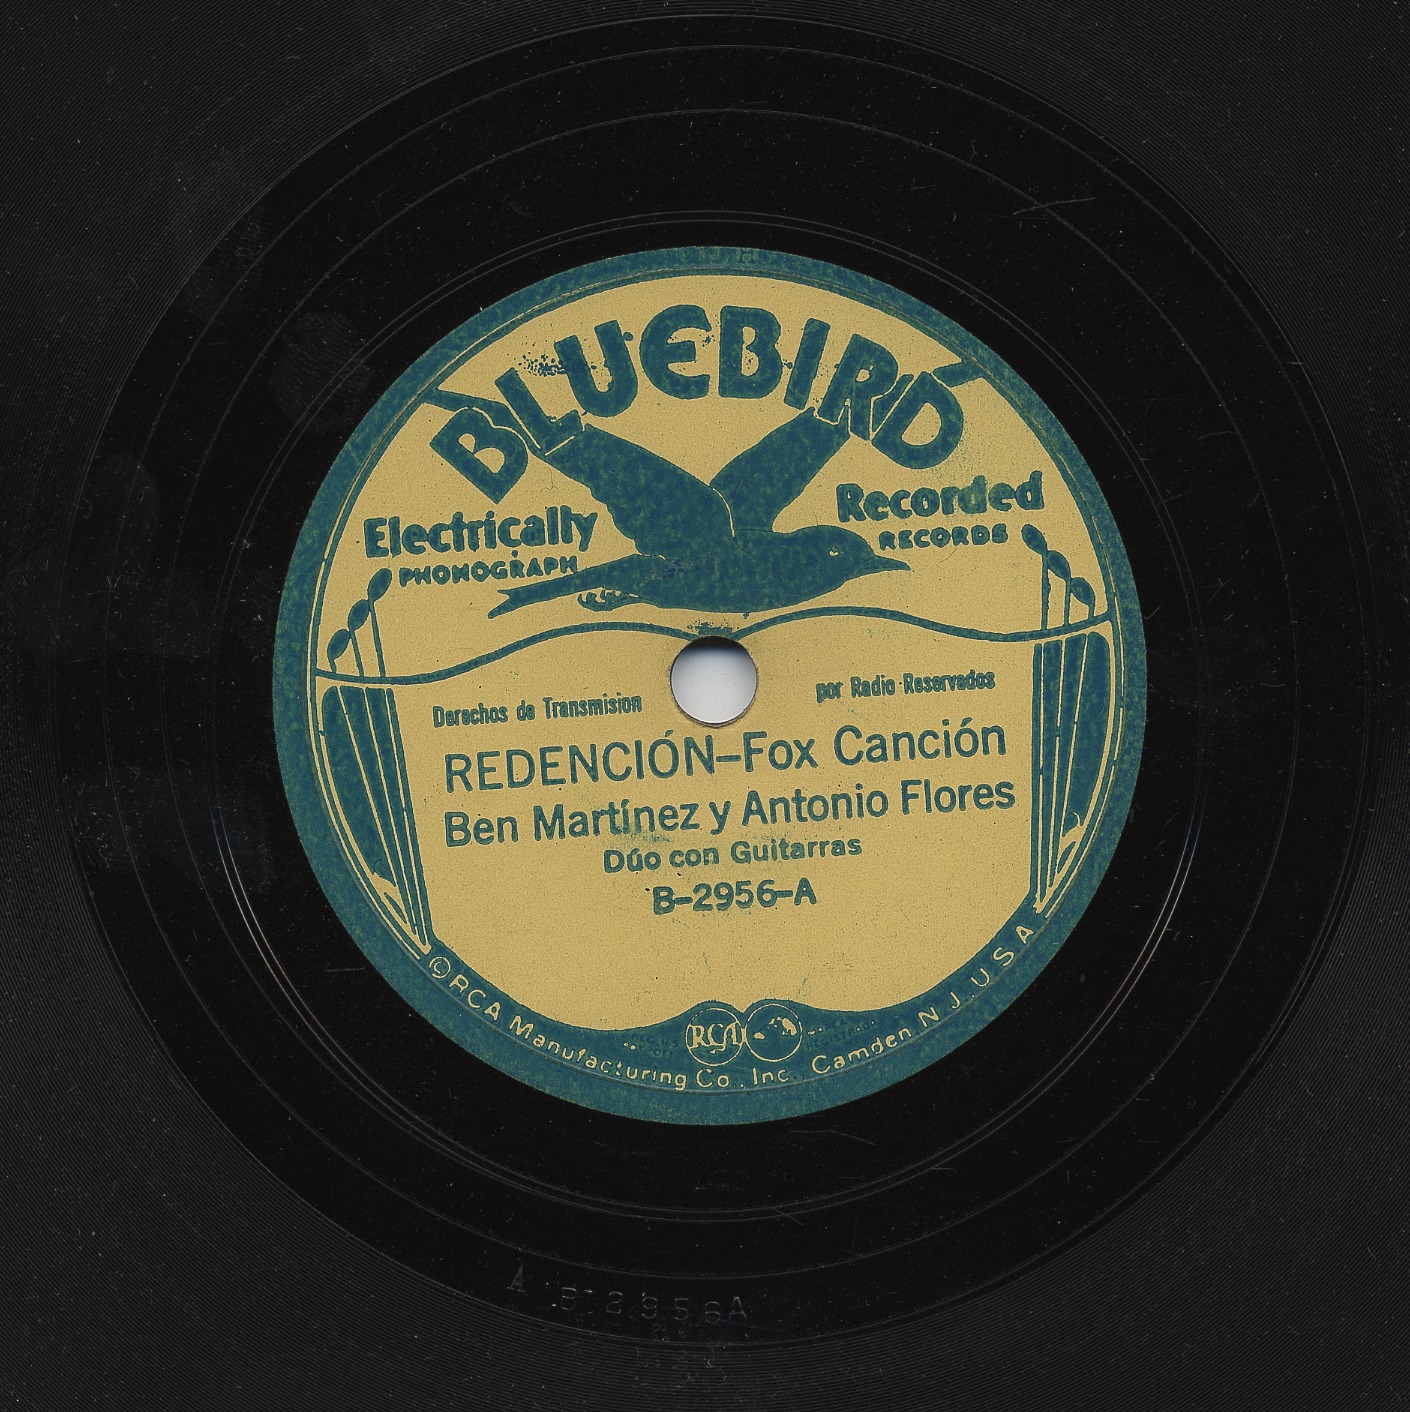 BLUEBIRD
Electrically Recorded
PHONOGRAPH RECORDS
Derechos de Transmision por Radio Reservados
REDENCIÓN–Fox Canción
Ben Martínez y Antonio Flores
Dúo con Guitarras
B–2956–A
RCA
©RCA Manufacturing Co., Inc. Camden N.J. U.S.A.
A B 2956A